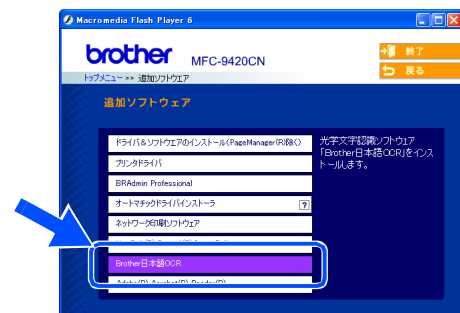 Macromedia Flash Player 6
brother MFC-9420CN
終了
戻る
トップメニュー >> 追加ソフトウェア
追加ソフトウェア
ドライバ&ソフトウエアのインストール(PageManager(R)除く)
プリンタドライバ
BRAdmin Professional
オートマチックドライバインストーラ ?
ネットワーク印刷ソフトウェア
Brother日本語OCR
Adobe(R) Acrobat(R) Reader(R)
光学文字認識ソフトウェア
「Brother日本語OCR」をインス
トールします。